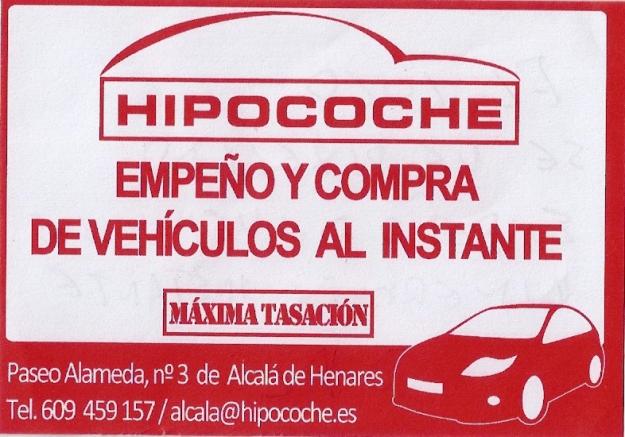 HIPOCOCHE
EMPEÑO Y COMPRA
DE VEHÍCULOS AL INSTANTE
MÁXIMA TASACIÓN
Paseo Alameda, nº 3 de Alcalá de Henares
Tel. 609 459 157 / alcala@hipocoche.es